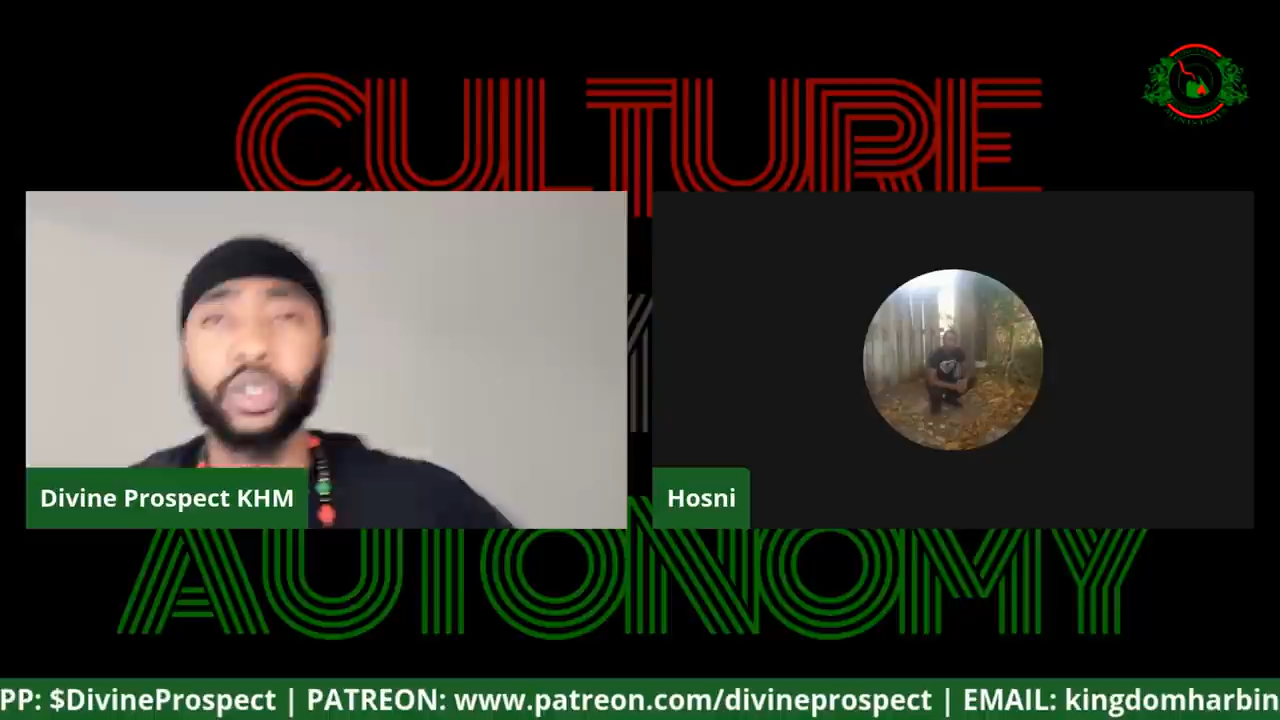 CULTURE
Divine Prospect KHM
Hosni
AUTONOMY
PP: $DivineProspect | PATREON: www.patreon.com/divineprospect | EMAIL: kingdomharbin